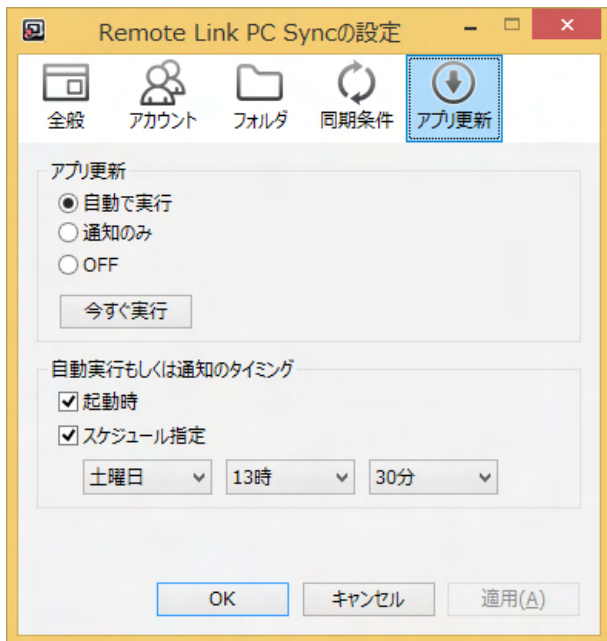 Remote Link PC Syncの設定
全般 アカウント フォルダ 同期条件 アプリ更新
アプリ更新
自動で実行
通知のみ
OFF
今すぐ実行
自動実行もしくは通知のタイミング
起動時
スケジュール指定
土曜日 13時 30分
OK キャンセル 適用(A)